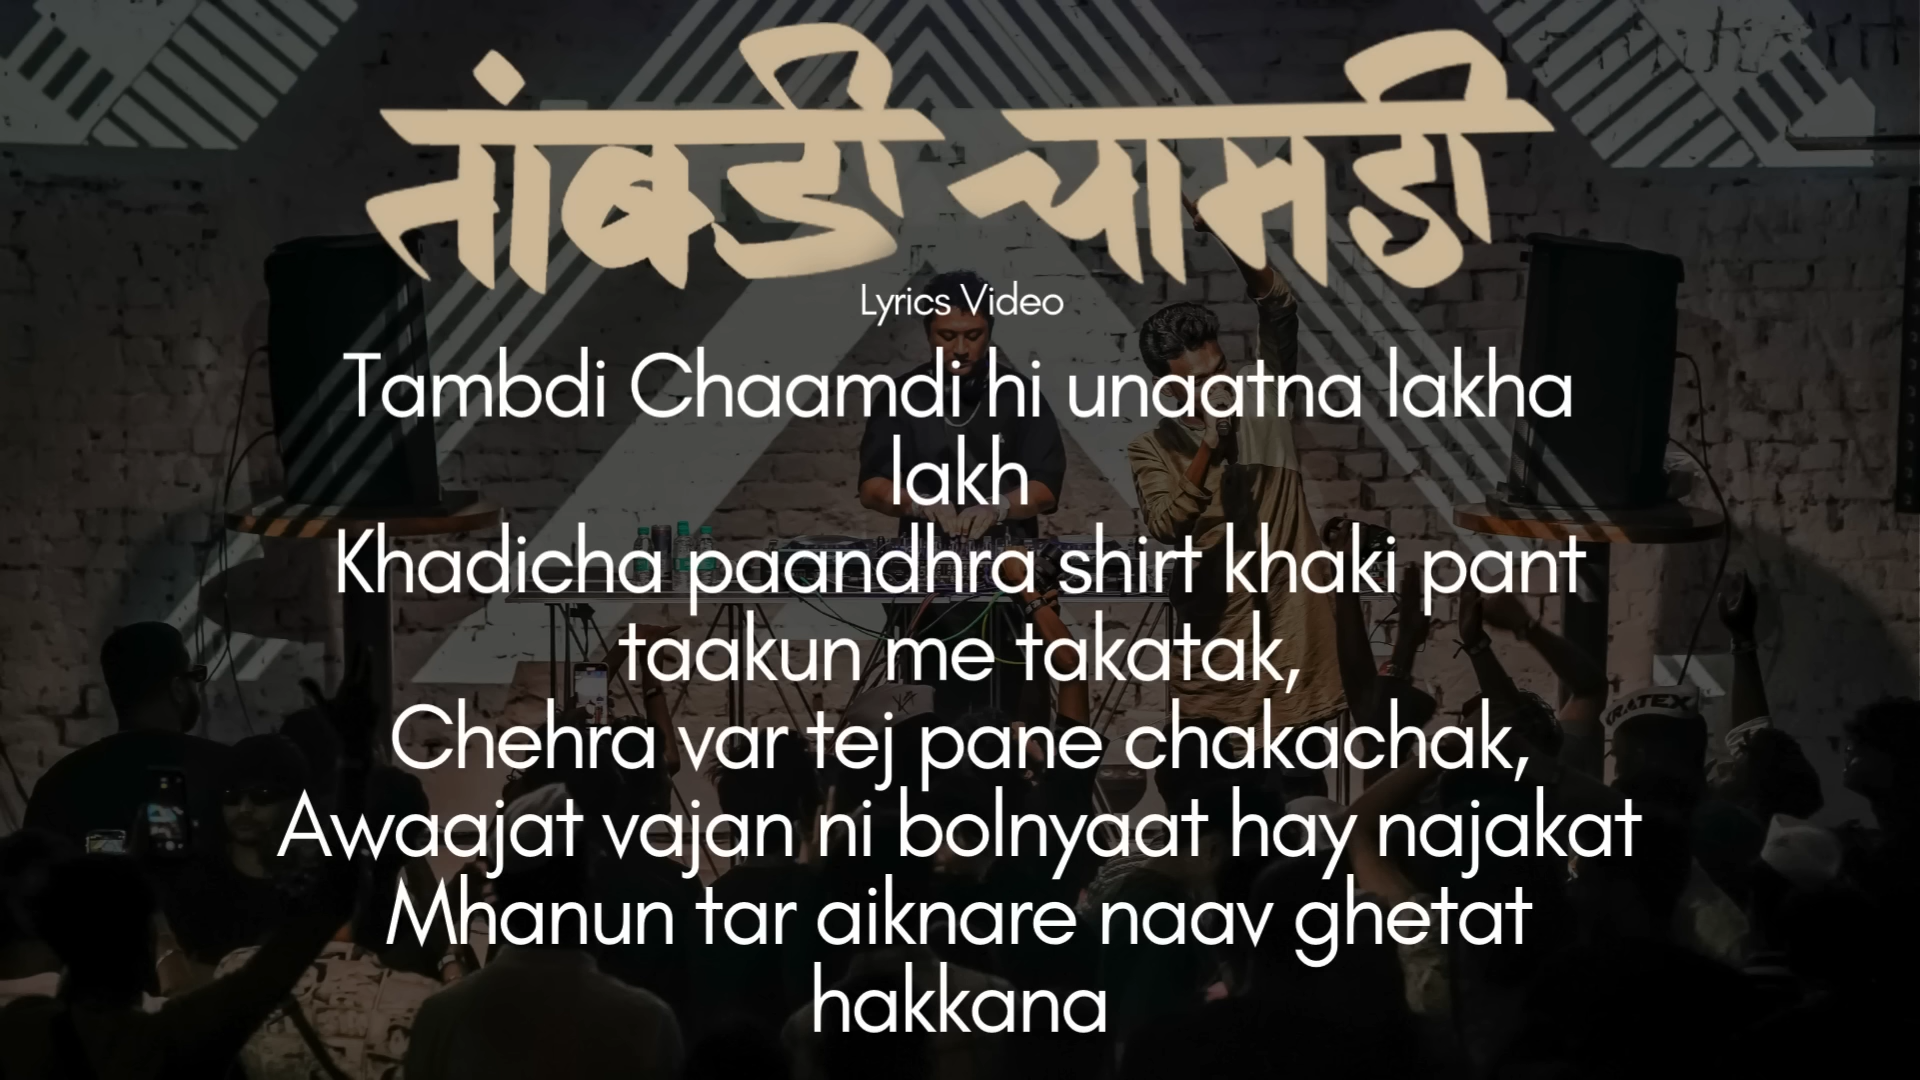 तांबडी चामडी
Lyrics Video
Tambdi Chaamdi hi unaatna lakha
lakh
Khadicha paandhra shirt khaki pant
taakun me takatak,
Chehra var tej pane chakachak,
Awaajat vajan ni bolnyaat hay najakat
Mhanun tar aiknare naav ghetat
hakkana
KRATEX